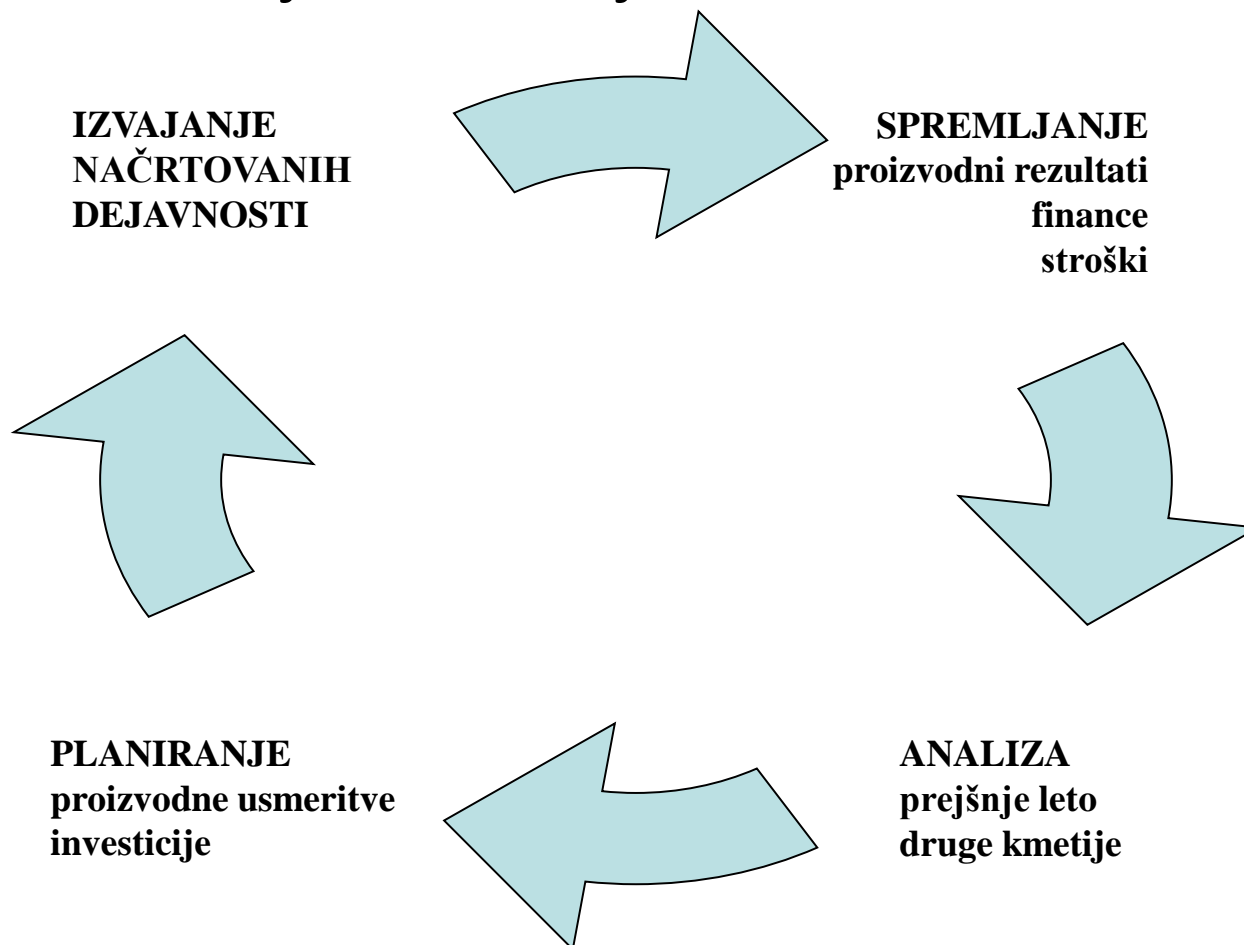 IZVAJANJE
NAČRTOVANIH
DEJAVNOSTI
SPREMLJANJE
proizvodni rezultati
finance
stroški
PLANIRANJE
proizvodne usmeritve
investicije
ANALIZA
prejšnje leto
druge kmetije